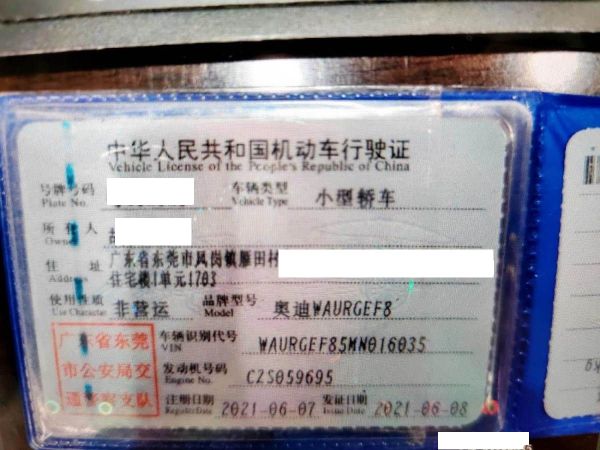 中华人民共和国机动车行驶证
Vehicle License of the People's Republic of China
号牌号码 车辆类型 小型轿车
Plate No. Vehicle Type
所有人
Owner
住址 广东省东莞市凤岗镇雁田村
Address 住宅楼1单元1703
使用性质 非营运 品牌型号 奥迪WAURGEF8
Use Character Model
广东省东莞 车辆识别代号 WAURGEF85MN016035
VIN
市公安局交 发动机号码 CZS059695
Engine No.
通警察支队 注册日期 2021-06-07 发证日期 2021-06-08
Register Date Issue Date